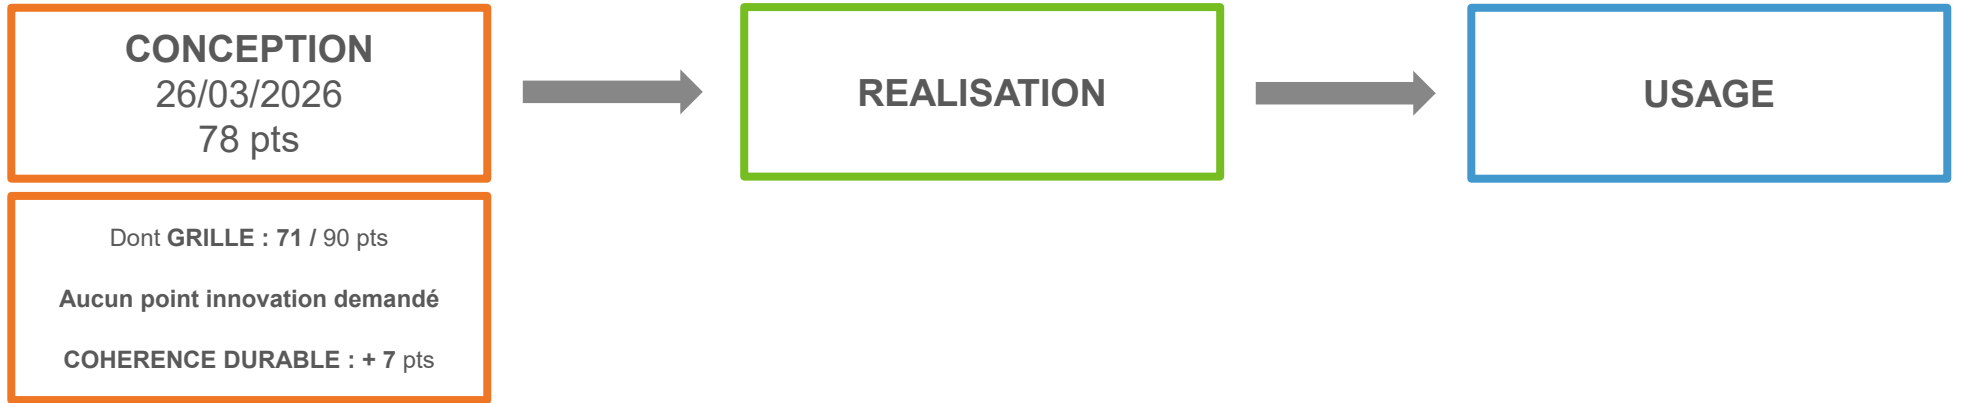 CONCEPTION
26/03/2026
78 pts
REALISATION
USAGE
Dont GRILLE : 71 / 90 pts
Aucun point innovation demandé
COHERENCE DURABLE : + 7 pts